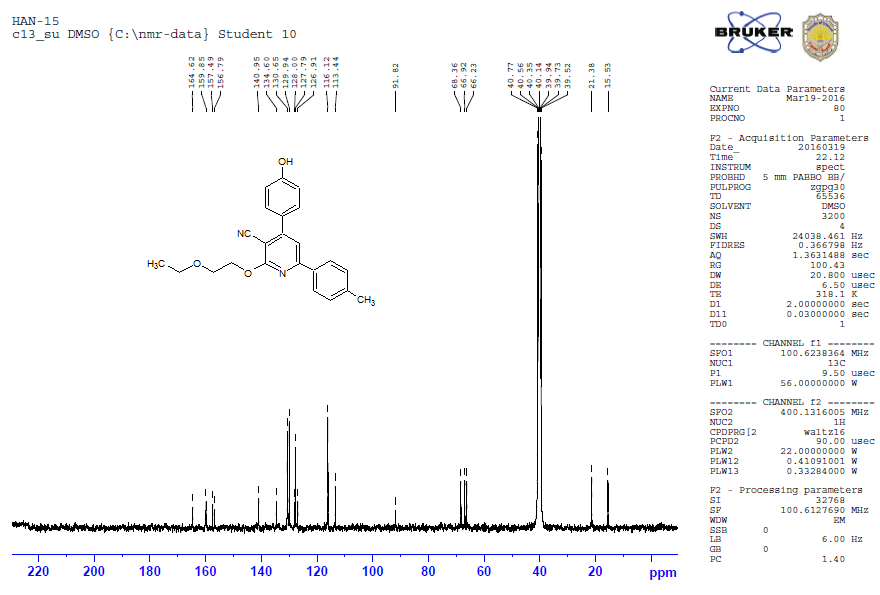 HAN-15
c13_su DMSO {C:\nmr-data} Student 10
164.62
159.85
157.49
156.79
140.95
134.65
130.65
127.79
126.91
116.12
113.44
91.82
68.36
66.92
66.23
40.77
40.56
40.35
40.14
39.94
39.73
39.52
21.38
15.53
BRUKER
OH
NC
H3C
O
O
N
CH3
220 200 180 160 140 120 100 80 60 40 20 ppm
Current Data Parameters
NAME Mar19-2016
EXPNO 80
PROCNO 1
F2 - Acquisition Parameters
Date_ 20160319
Time 22.12
INSTRUM spect
PROBHD 5 mm PABBO BB/
PULPROG zgpg30
TD 65536
SOLVENT DMSO
NS 3200
DS 4
SWH 24038.461 Hz
FIDRES 0.366798 Hz
AQ 1.3631488 sec
RG 100.43
DW 20.800 usec
DE 6.50 usec
TE 318.1 K
D1 2.00000000 sec
D11 0.03000000 sec
TD0 1
======== CHANNEL f1 ========
SFO1 100.6238364 MHz
NUC1 13C
P1 9.50 usec
PLW1 56.00000000 W
======== CHANNEL f2 ========
SFO2 400.1316005 MHz
NUC2 1H
CPDPRG[2 waltz16
PCPD2 90.00 usec
PLW2 22.00000000 W
PLW12 0.41091001 W
PLW13 0.33284000 W
F2 - Processing parameters
SI 32768
SF 100.6127690 MHz
WDW EM
SSB 0
LB 6.00 Hz
GB 0
PC 1.40